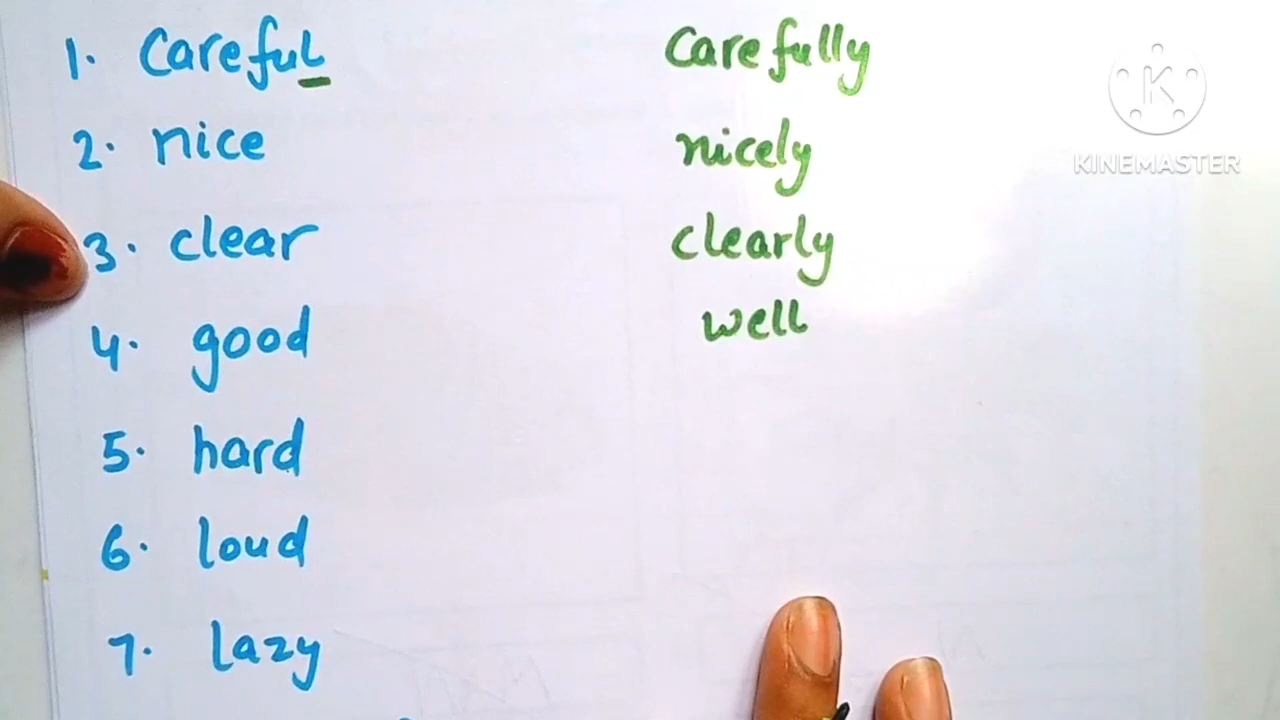 1. Careful Carefully
2. nice nicely
3. clear clearly
4. good well
5. hard
6. loud
7. lazy
K
KINEMASTER